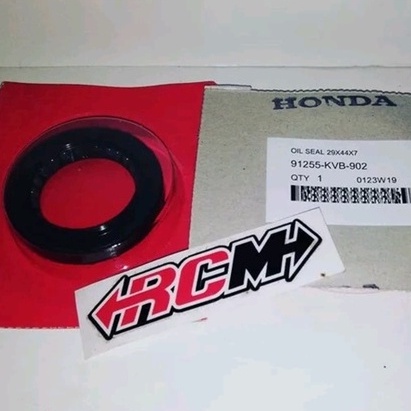 HONDA
OIL SEAL 29X44X7
91255-KVB-902
QTY 1 0123W19
RCM